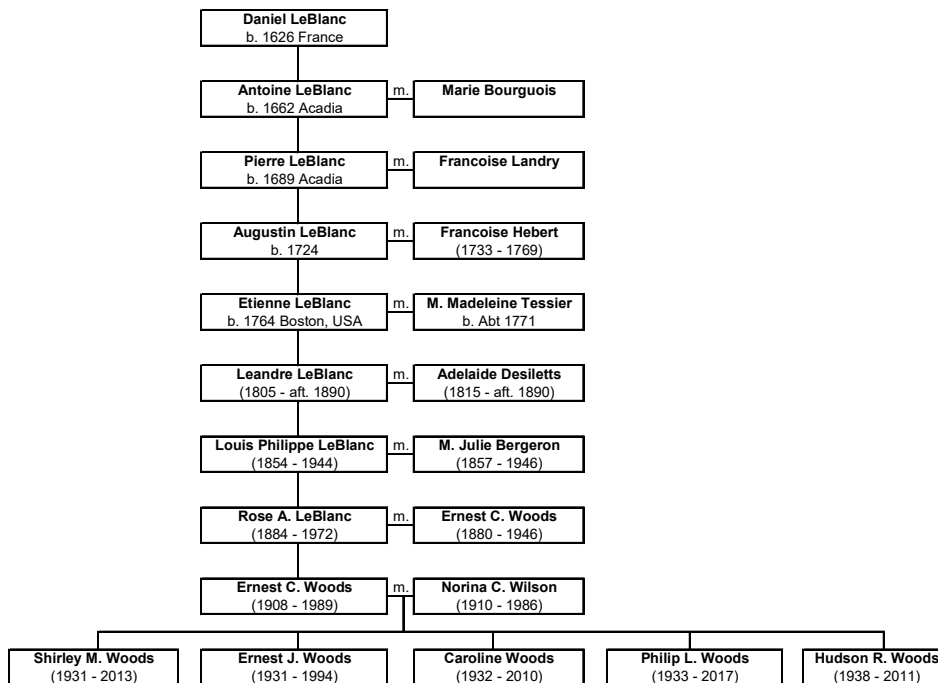 Daniel LeBlanc
b. 1626 France
Antoine LeBlanc m. Marie Bourguois
b. 1662 Acadia
Pierre LeBlanc m. Francoise Landry
b. 1689 Acadia
Augustin LeBlanc m. Francoise Hebert
b. 1724 (1733 - 1769)
Etienne LeBlanc m. M. Madeleine Tessier
b. 1764 Boston, USA b. Abt 1771
Leandre LeBlanc m. Adelaide Desiletts
(1805 - aft. 1890) (1815 - aft. 1890)
Louis Philippe LeBlanc m. M. Julie Bergeron
(1854 - 1944) (1857 - 1946)
Rose A. LeBlanc m. Ernest C. Woods
(1884 - 1972) (1880 - 1946)
Ernest C. Woods m. Norina C. Wilson
(1908 - 1989) (1910 - 1986)
Shirley M. Woods Ernest J. Woods Caroline Woods Philip L. Woods Hudson R. Woods
(1931 - 2013) (1931 - 1994) (1932 - 2010) (1933 - 2017) (1938 - 2011)